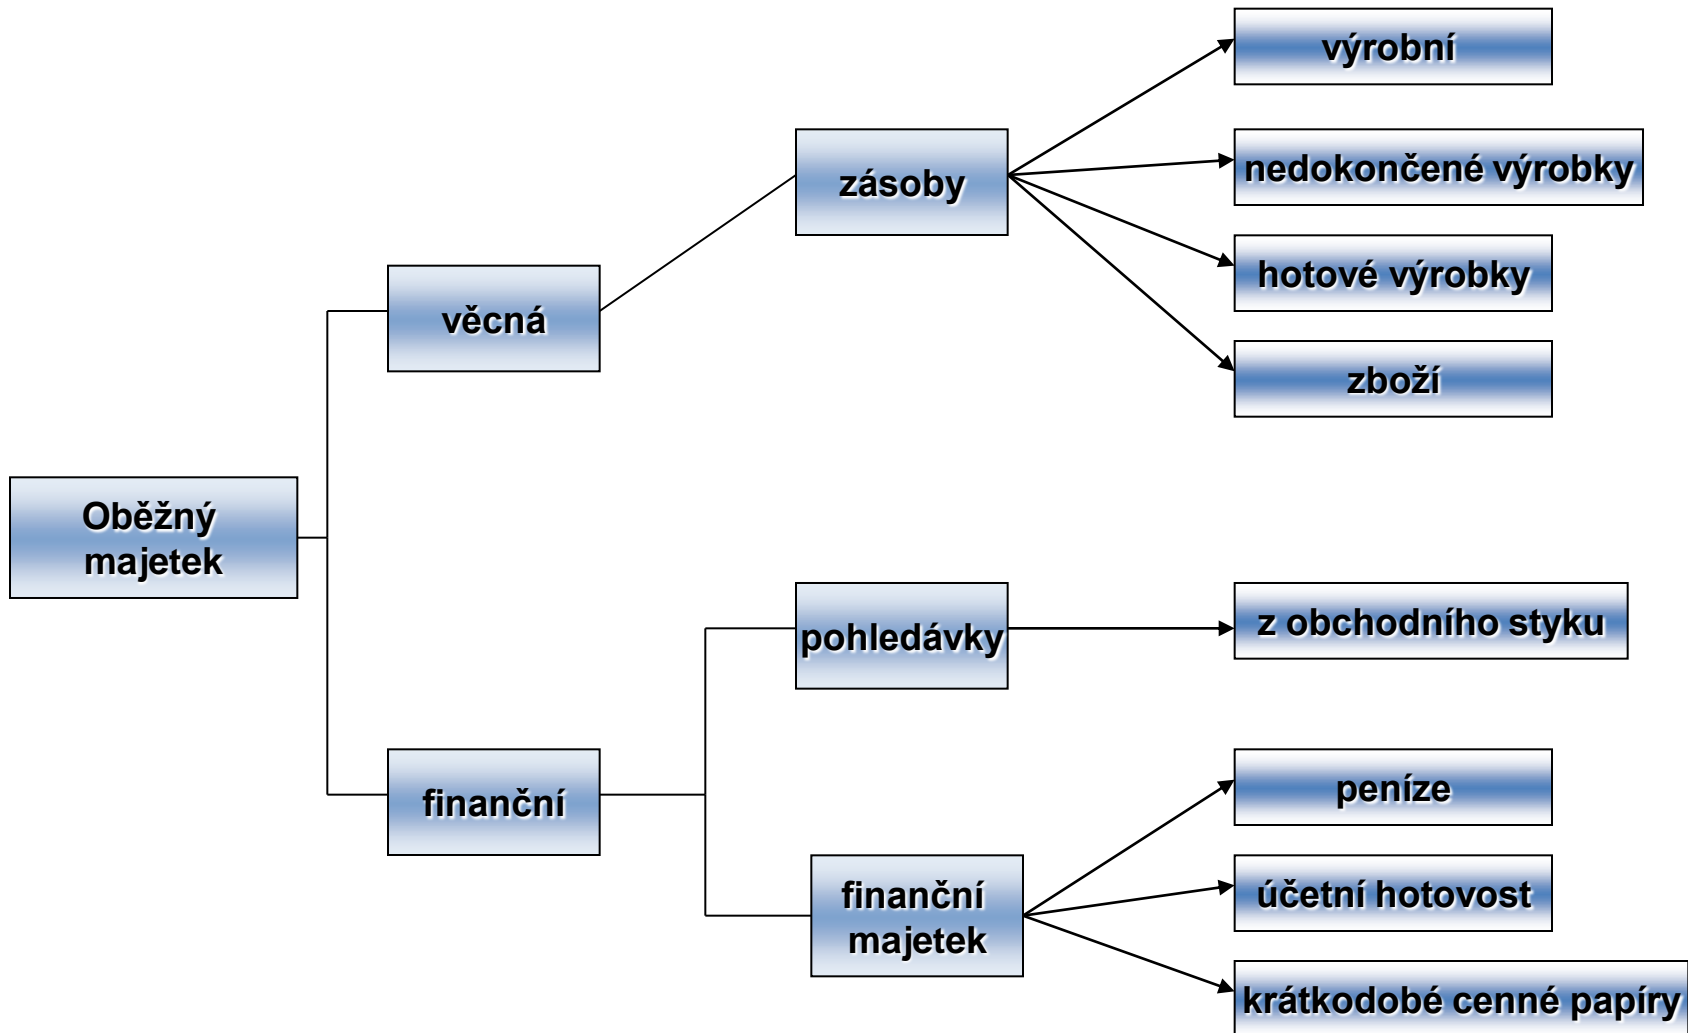 výrobní
nedokončené výrobky
zásoby
hotové výrobky
věcná
zboží
Oběžný
majetek
pohledávky
z obchodního styku
finanční
peníze
finanční
majetek
účetní hotovost
krátkodobé cenné papíry